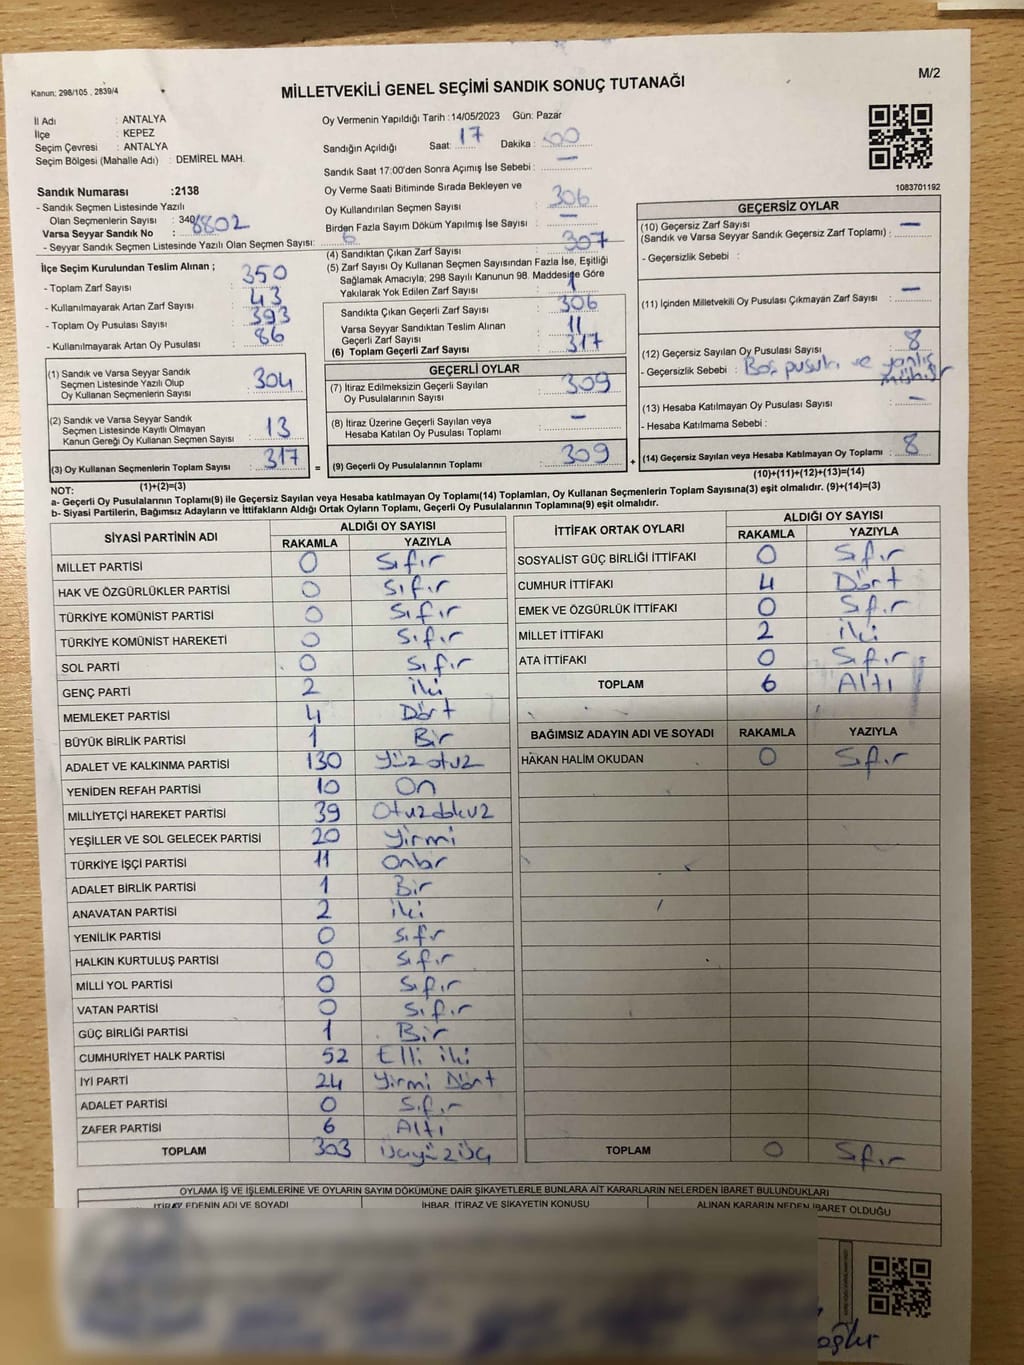 M/2
Kanun: 298/105 , 2839/4
MİLLETVEKİLİ GENEL SEÇİMİ SANDIK SONUÇ TUTANAĞI
İl Adı : ANTALYA
İlçe : KEPEZ
Seçim Çevresi : ANTALYA
Seçim Bölgesi (Mahalle Adı) : DEMİREL MAH.
Sandık Numarası :2138
- Sandık Seçmen Listesinde Yazılı
Olan Seçmenlerin Sayısı : 340
Varsa Seyyar Sandık No : 6802
- Seyyar Sandık Seçmen Listesinde Yazılı Olan Seçmen Sayısı: 6
Oy Vermenin Yapıldığı Tarih :14/05/2023 Gün: Pazar
Sandığın Açıldığı Saat: 17 Dakika: 00
Sandık Saat 17:00'den Sonra Açımış İse Sebebi : —
Oy Verme Saati Bitiminde Sırada Bekleyen ve
Oy Kullandırılan Seçmen Sayısı : 306
Birden Fazla Sayım Döküm Yapılmış İse Sayısı : —
1083701192
İlçe Seçim Kurulundan Teslim Alınan ;
- Toplam Zarf Sayısı : 350
- Kullanılmayarak Artan Zarf Sayısı : 43
- Toplam Oy Pusulası Sayısı : 393
- Kullanılmayarak Artan Oy Pusulası : 86
(1) Sandık ve Varsa Seyyar Sandık
Seçmen Listesinde Yazılı Olup
Oy Kullanan Seçmenlerin Sayısı : 304
(2) Sandık ve Varsa Seyyar Sandık
Seçmen Listesinde Kayıtlı Olmayan
Kanun Gereği Oy Kullanan Seçmen Sayısı : 13
(3) Oy Kullanan Seçmenlerin Toplam Sayısı : 317
(1)+(2)=(3)
(4) Sandıktan Çıkan Zarf Sayısı : 307
(5) Zarf Sayısı Oy Kullanan Seçmen Sayısından Fazla İse, Eşitliği
Sağlamak Amacıyla; 298 Sayılı Kanunun 98. Maddesine Göre
Yakılarak Yok Edilen Zarf Sayısı : 1
Sandıkta Çıkan Geçerli Zarf Sayısı : 306
Varsa Seyyar Sandıktan Teslim Alınan
Geçerli Zarf Sayısı : 11
(6) Toplam Geçerli Zarf Sayısı : 317
GEÇERLİ OYLAR
(7) İtiraz Edilmeksizin Geçerli Sayılan
Oy Pusulalarının Sayısı : 309
(8) İtiraz Üzerine Geçerli Sayılan veya
Hesaba Katılan Oy Pusulası Toplamı : —
= (9) Geçerli Oy Pusulalarının Toplamı : 309 +
GEÇERSİZ OYLAR
(10) Geçersiz Zarf Sayısı
(Sandık ve Varsa Seyyar Sandık Geçersiz Zarf Toplamı) : —
- Geçersizlik Sebebi :
(11) İçinden Milletvekili Oy Pusulası Çıkmayan Zarf Sayısı : —
(12) Geçersiz Sayılan Oy Pusulası Sayısı : 8
- Geçersizlik Sebebi : Boş pusula ve yanlış
mühür
(13) Hesaba Katılmayan Oy Pusulası Sayısı : —
- Hesaba Katılmama Sebebi :
(14) Geçersiz Sayılan veya Hesaba Katılmayan Oy Toplamı : 8
(10)+(11)+(12)+(13)=(14)
NOT:
a- Geçerli Oy Pusulalarının Toplamı(9) ile Geçersiz Sayılan veya Hesaba katılmayan Oy Toplamı(14) Toplamları, Oy Kullanan Seçmenlerin Toplam Sayısına(3) eşit olmalıdır. (9)+(14)=(3)
b- Siyasi Partilerin, Bağımsız Adayların ve İttifakların Aldığı Ortak Oyların Toplamı, Geçerli Oy Pusulalarının Toplamına(9) eşit olmalıdır.
SİYASİ PARTİNİN ADI ALDIĞI OY SAYISI
RAKAMLA YAZIYLA
MİLLET PARTİSİ 0 Sıfır
HAK VE ÖZGÜRLÜKLER PARTİSİ 0 Sıfır
TÜRKİYE KOMÜNİST PARTİSİ 0 Sıfır
TÜRKİYE KOMÜNİST HAREKETİ 0 Sıfır
SOL PARTİ 0 Sıfır
GENÇ PARTİ 2 iki
MEMLEKET PARTİSİ 4 Dört
BÜYÜK BİRLİK PARTİSİ 1 Bir
ADALET VE KALKINMA PARTİSİ 130 Yüz otuz
YENİDEN REFAH PARTİSİ 10 On
MİLLİYETÇİ HAREKET PARTİSİ 39 Otuzdokuz
YEŞİLLER VE SOL GELECEK PARTİSİ 20 Yirmi
TÜRKİYE İŞÇİ PARTİSİ 11 Onbir
ADALET BİRLİK PARTİSİ 1 Bir
ANAVATAN PARTİSİ 2 iki
YENİLİK PARTİSİ 0 Sıfır
HALKIN KURTULUŞ PARTİSİ 0 Sıfır
MİLLİ YOL PARTİSİ 0 Sıfır
VATAN PARTİSİ 0 Sıfır
GÜÇ BİRLİĞİ PARTİSİ 1 Bir
CUMHURİYET HALK PARTİSİ 52 Elli iki
İYİ PARTİ 24 Yirmi Dört
ADALET PARTİSİ 0 Sıfır
ZAFER PARTİSİ 6 Altı
TOPLAM 303 Üçyüzüç
İTTİFAK ORTAK OYLARI ALDIĞI OY SAYISI
RAKAMLA YAZIYLA
SOSYALİST GÜÇ BİRLİĞİ İTTİFAKI 0 Sıfır
CUMHUR İTTİFAKI 4 Dört
EMEK VE ÖZGÜRLÜK İTTİFAKI 0 Sıfır
MİLLET İTTİFAKI 2 iki
ATA İTTİFAKI 0 Sıfır
TOPLAM 6 Altı
BAĞIMSIZ ADAYIN ADI VE SOYADI RAKAMLA YAZIYLA
HAKAN HALİM OKUDAN 0 Sıfır
TOPLAM 0 Sıfır
OYLAMA İŞ VE İŞLEMLERİNE VE OYLARIN SAYIM DÖKÜMÜNE DAİR ŞİKAYETLERLE BUNLARA AİT KARARLARIN NELERDEN İBARET BULUNDUKLARI
İTİRAZ EDENİN ADI VE SOYADI İHBAR, İTİRAZ VE ŞİKAYETİN KONUSU ALINAN KARARIN NEDEN İBARET OLDUĞU